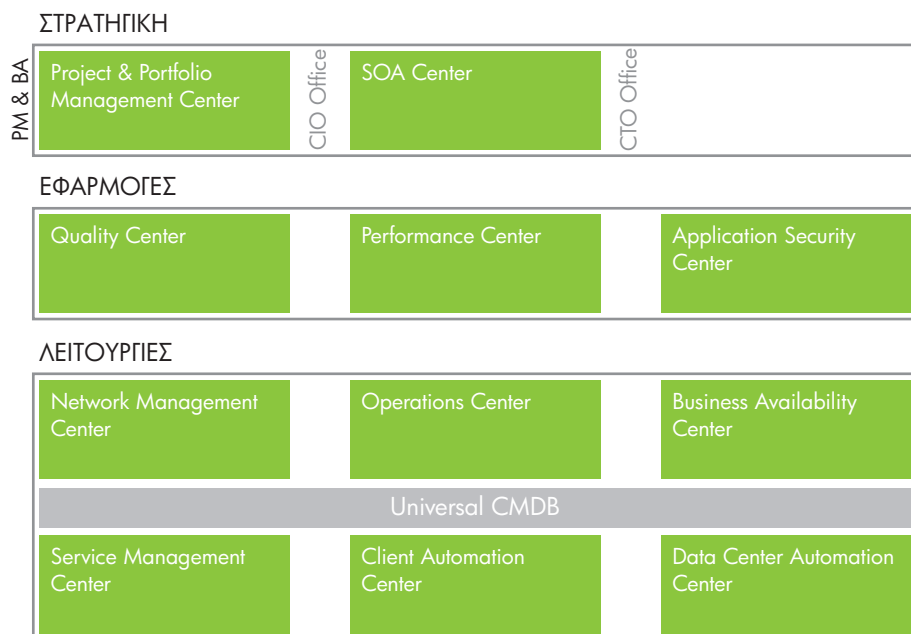 ΣΤΡΑΤΗΓΙΚΗ
PM & BA
Project & Portfolio
Management Center
CIO Office
SOA Center
CTO Office
ΕΦΑΡΜΟΓΕΣ
Quality Center
Performance Center
Application Security
Center
ΛΕΙΤΟΥΡΓΙΕΣ
Network Management
Center
Operations Center
Business Availability
Center
Universal CMDB
Service Management
Center
Client Automation
Center
Data Center Automation
Center